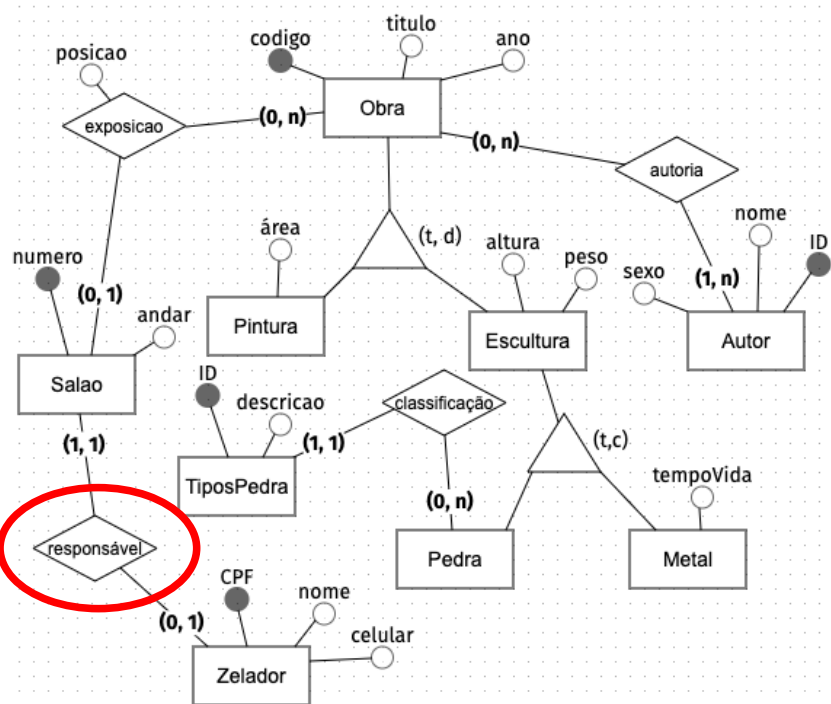 titulo
codigo
ano
posicao
Obra
(0, n)
exposicao
(0, n)
autoria
nome
ID
área
(t, d)
altura
peso
numero
sexo
(1, n)
(0, 1)
andar
Pintura
Escultura
Autor
Salao
ID
descricao
classificação
(1, 1)
(1, 1)
(t,c)
tempoVida
TiposPedra
(0, n)
responsável
Pedra
Metal
CPF
nome
(0, 1)
celular
Zelador